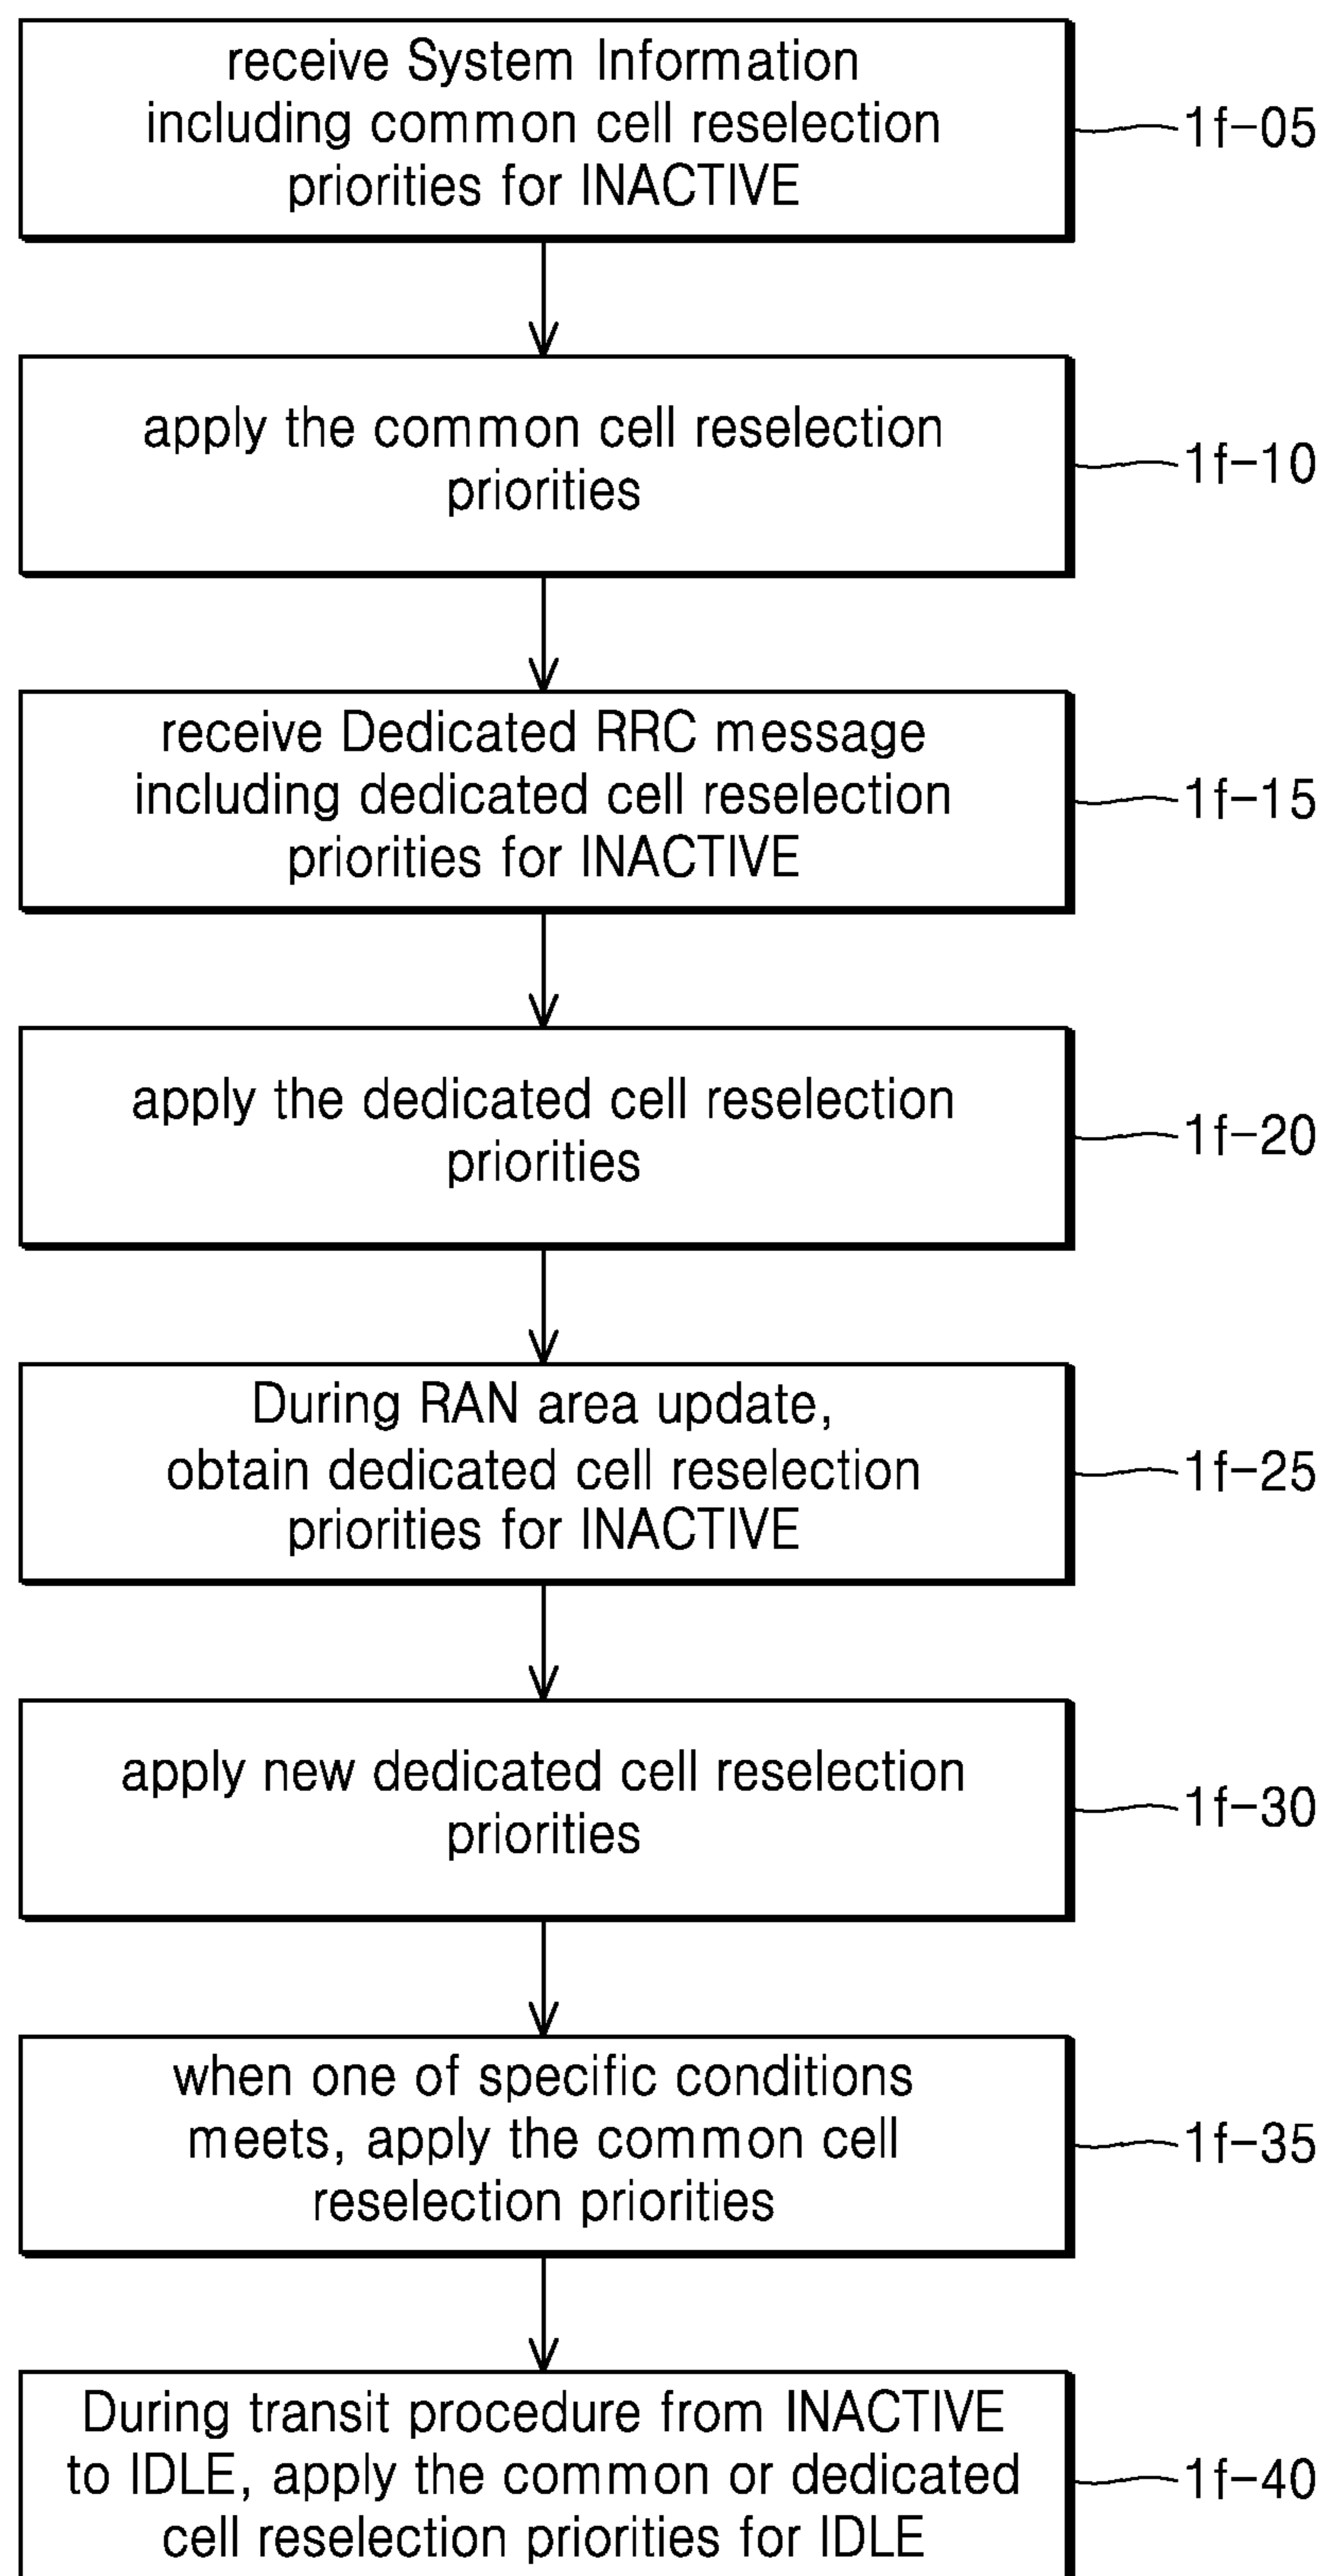 receive System Information
including common cell reselection
priorities for INACTIVE
1f-05
apply the common cell reselection
priorities
1f-10
receive Dedicated RRC message
including dedicated cell reselection
priorities for INACTIVE
1f-15
apply the dedicated cell reselection
priorities
1f-20
During RAN area update,
obtain dedicated cell reselection
priorities for INACTIVE
1f-25
apply new dedicated cell reselection
priorities
1f-30
when one of specific conditions
meets, apply the common cell
reselection priorities
1f-35
During transit procedure from INACTIVE
to IDLE, apply the common or dedicated
cell reselection priorities for IDLE
1f-40